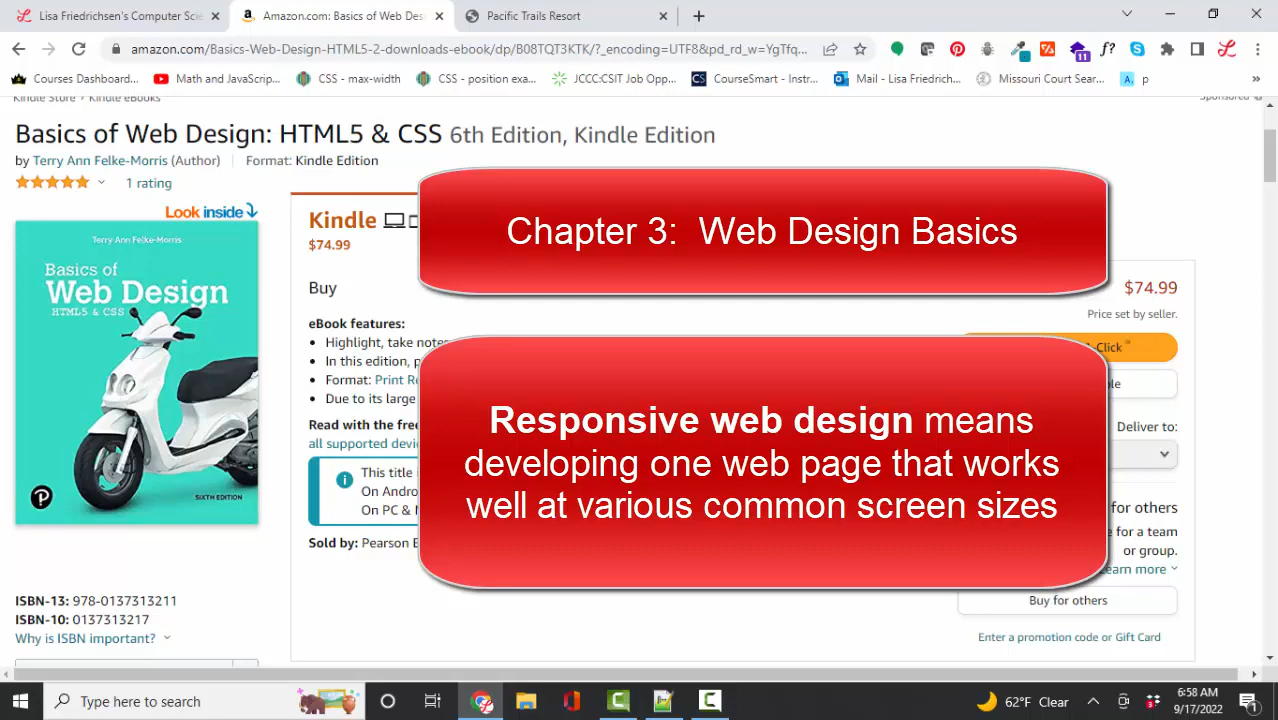 Lisa Friedrichsen's Computer Scie
Amazon.com: Basics of Web Desi
Pacific Trails Resort
amazon.com/Basics-Web-Design-HTML5-2-downloads-ebook/dp/B08TQT3KTK/?_encoding=UTF8&pd_rd_w=YgTfq...
11
f?
Courses Dashboard...
Math and JavaScrip...
CSS - max-width
CSS - position exa...
JCCC:CSIT Job Opp...
CS
CourseSmart - Instr...
Mail - Lisa Friedrich...
Missouri Court Sear...
p
Kindle Store › Kindle eBooks
Sponsored
Basics of Web Design: HTML5 & CSS 6th Edition, Kindle Edition
by Terry Ann Felke-Morris (Author) Format: Kindle Edition
1 rating
Look inside
Terry Ann Felke-Morris
Basics of
Web Design
HTML5 & CSS
SIXTH EDITION
P
ISBN-13: 978-0137313211
ISBN-10: 0137313217
Why is ISBN important?
Kindle
$74.99
Buy
$74.99
Price set by seller.
eBook features:
Highlight, take notes
In this edition, p
Format: Print Re
Due to its large
Read with the free
all supported devi
This title i
On Andro
On PC & M
Sold by: Pearson E
Chapter 3: Web Design Basics
Responsive web design means
developing one web page that works
well at various common screen sizes
-Click
ple
Deliver to:
for others
e for a team
or group.
Learn more
Buy for others
Enter a promotion code or Gift Card
Type here to search
62°F Clear
6:58 AM
9/17/2022
3
1